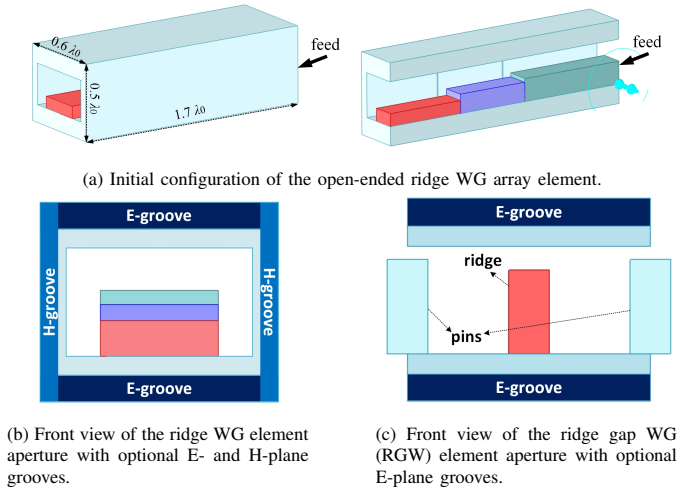 0.6 λ₀
0.5 λ₀
1.7 λ₀
feed
feed
(a) Initial configuration of the open-ended ridge WG array element.
E-groove
H-groove
H-groove
E-groove
(b) Front view of the ridge WG element
aperture with optional E- and H-plane
grooves.
E-groove
ridge
pins
E-groove
(c) Front view of the ridge gap WG
(RGW) element aperture with optional
E-plane grooves.